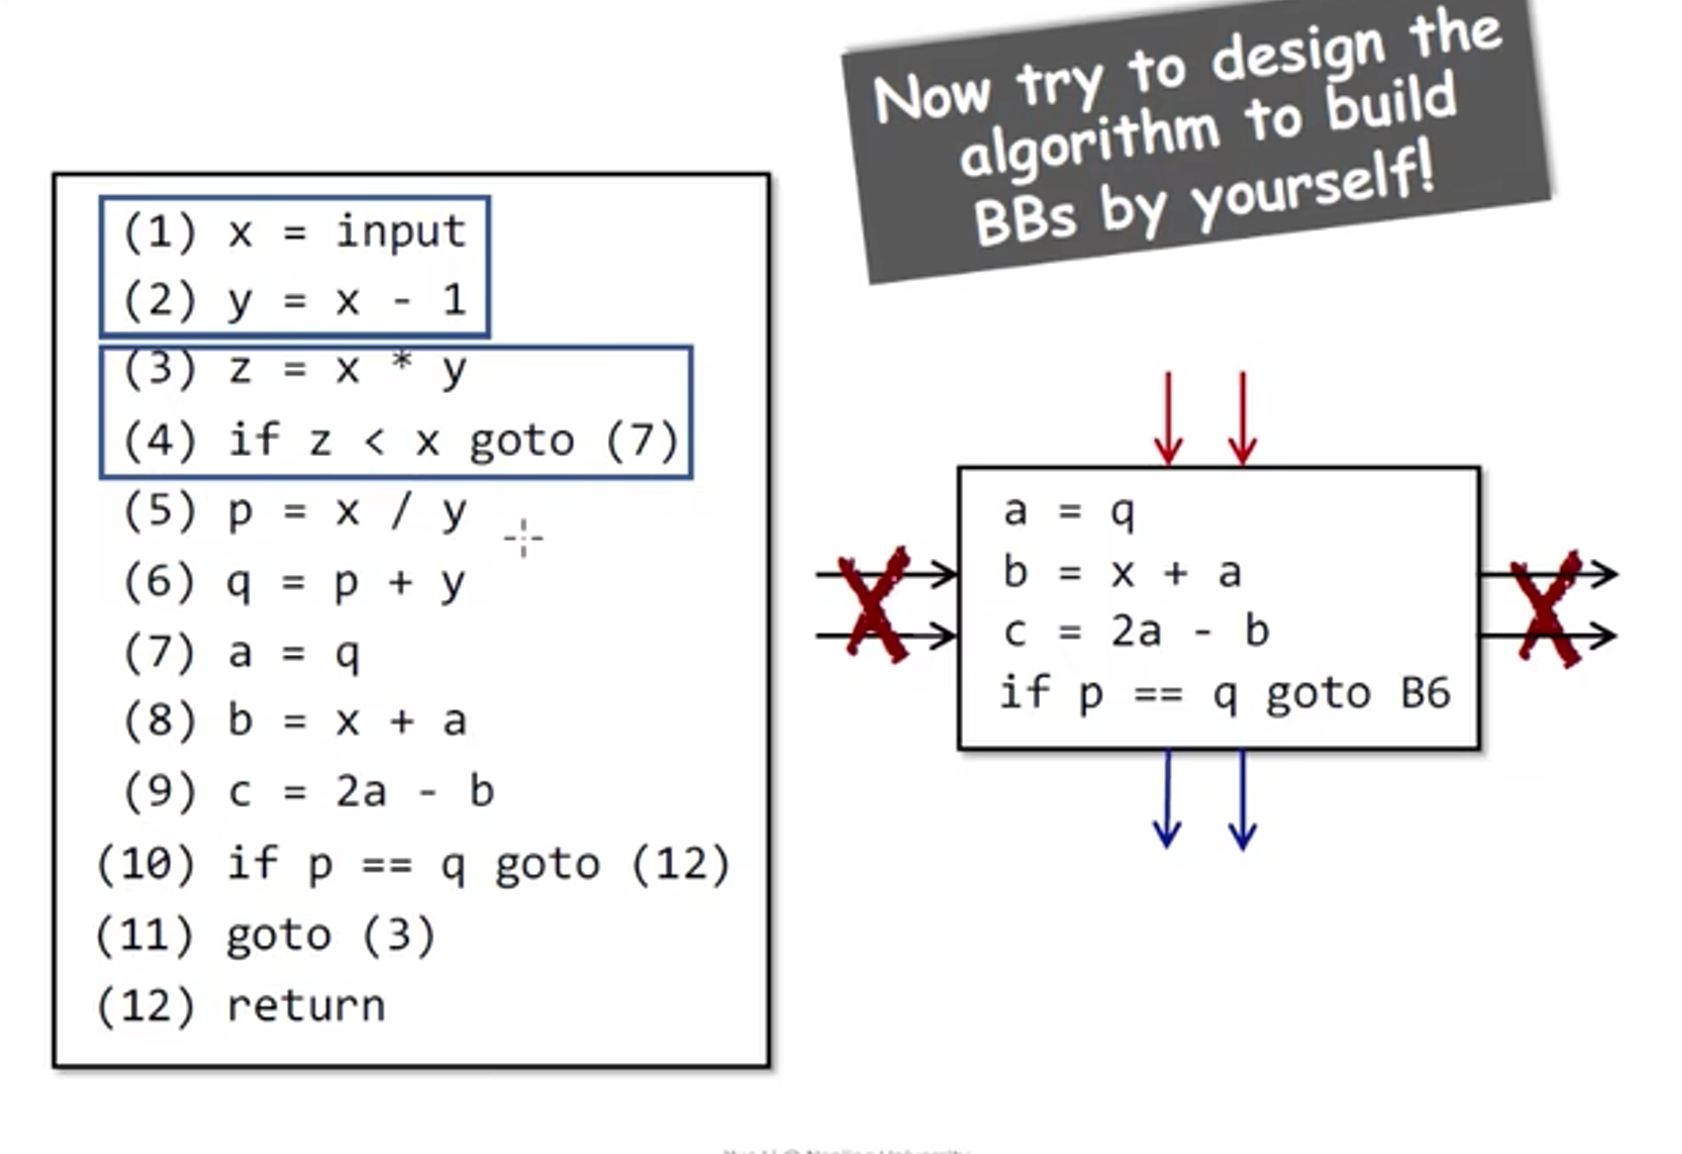 Now try to design the
algorithm to build
BBs by yourself!
(1) x = input
(2) y = x - 1
(3) z = x * y
(4) if z < x goto (7)
(5) p = x / y
(6) q = p + y
(7) a = q
(8) b = x + a
(9) c = 2a - b
(10) if p == q goto (12)
(11) goto (3)
(12) return
a = q
b = x + a
c = 2a - b
if p == q goto B6